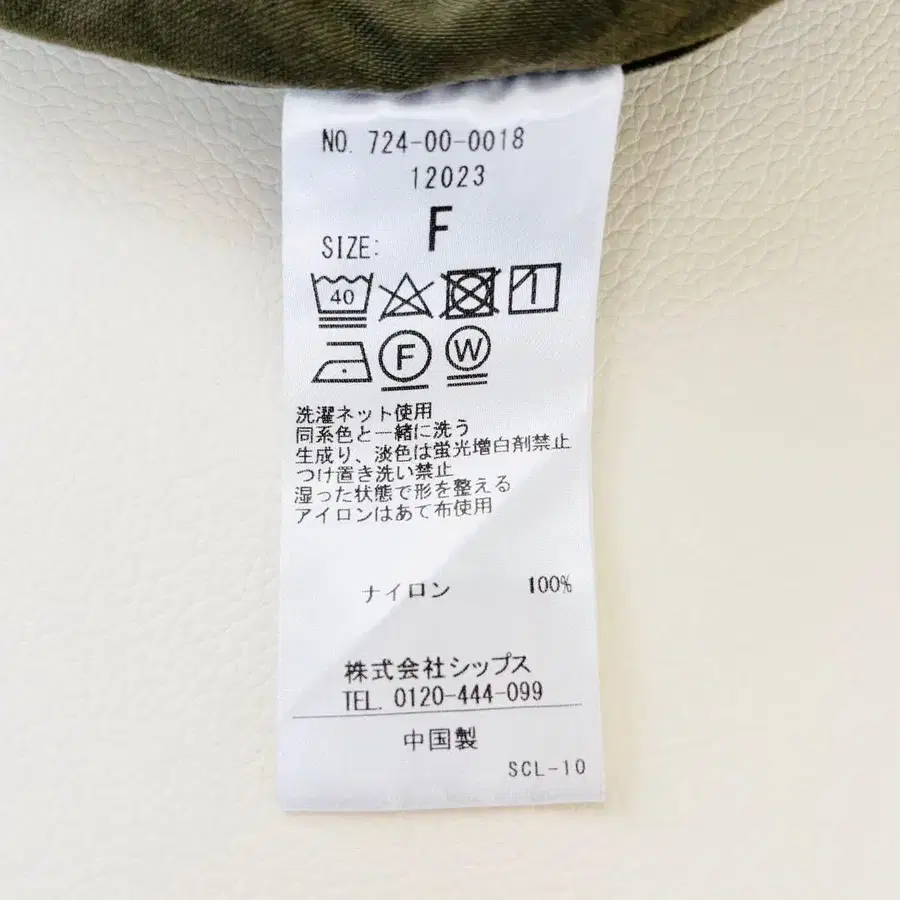 NO. 724-00-0018
12023
SIZE: F
40
F W
洗濯ネット使用
同系色と一緒に洗う
生成り、淡色は蛍光増白剤禁止
つけ置き洗い禁止
湿った状態で形を整える
アイロンはあて布使用
ナイロン 100%
株式会社シップス
TEL. 0120-444-099
中国製
SCL-10